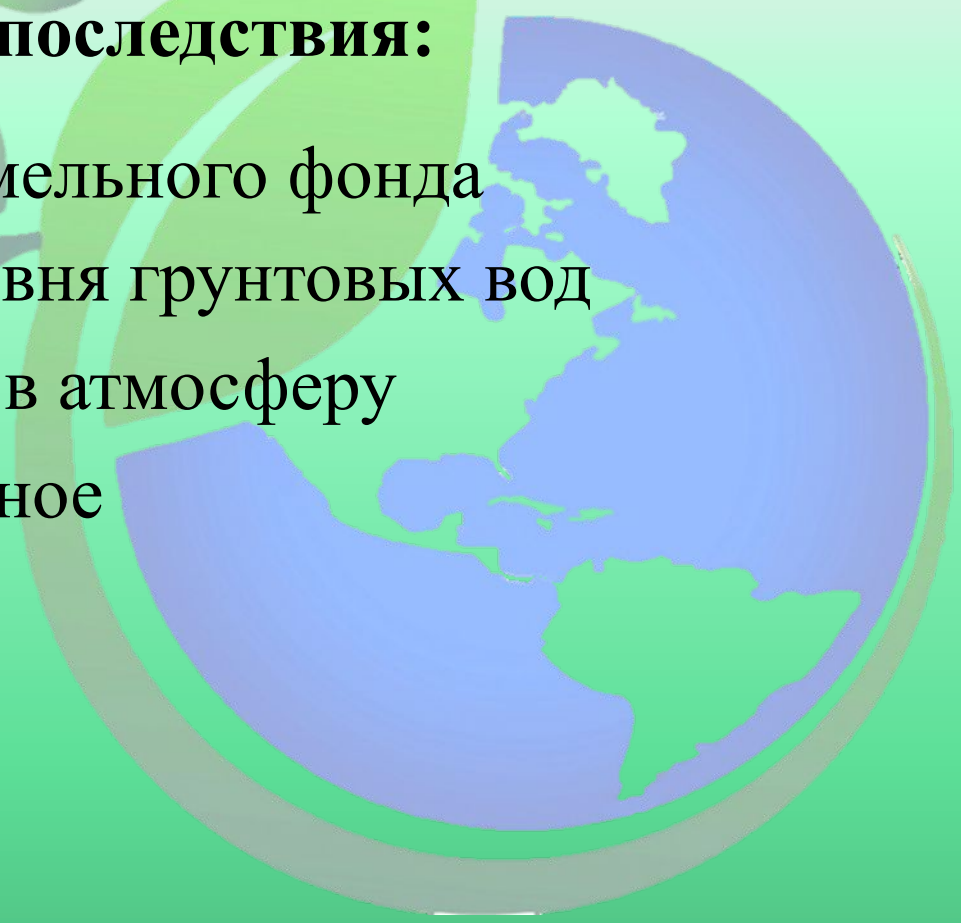 последствия:
мельного фонда
вня грунтовых вод
в атмосферу
ное